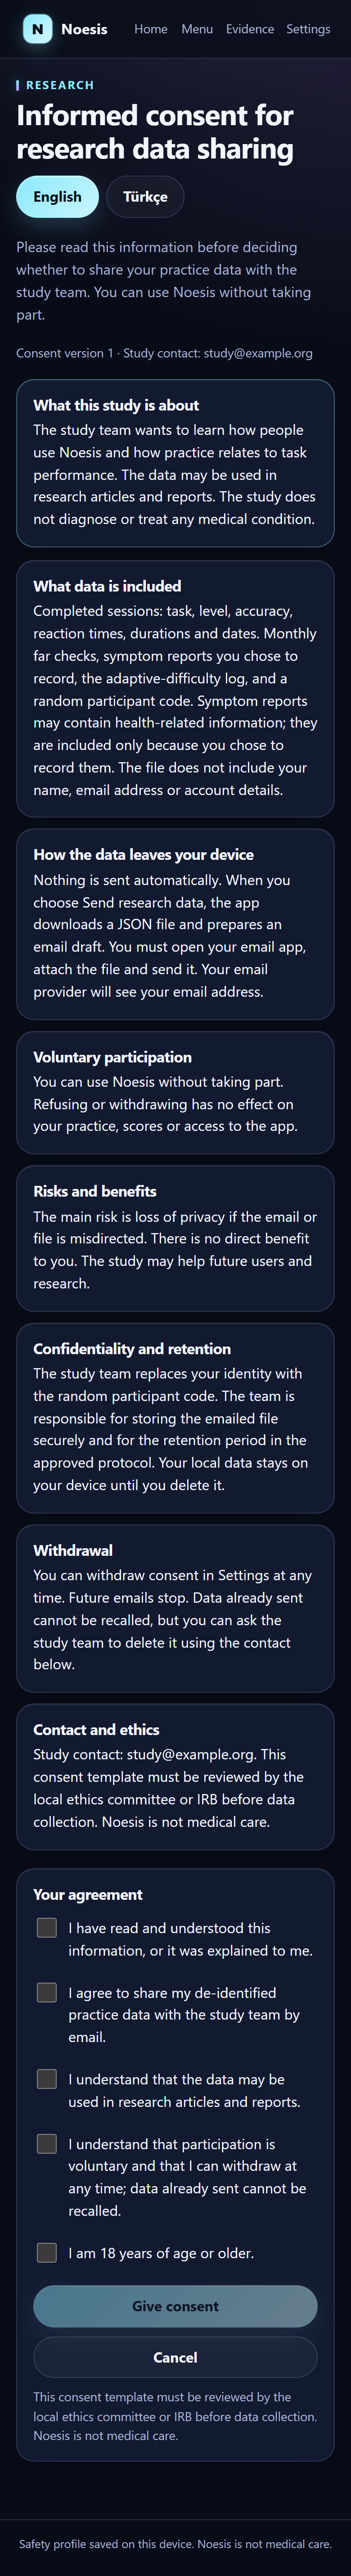 N Noesis Home Menu Evidence Settings
RESEARCH
Informed consent for
research data sharing
English Türkçe
Please read this information before deciding
whether to share your practice data with the
study team. You can use Noesis without taking
part.
Consent version 1 · Study contact: study@example.org
What this study is about
The study team wants to learn how people
use Noesis and how practice relates to task
performance. The data may be used in
research articles and reports. The study does
not diagnose or treat any medical condition.
What data is included
Completed sessions: task, level, accuracy,
reaction times, durations and dates. Monthly
far checks, symptom reports you chose to
record, the adaptive-difficulty log, and a
random participant code. Symptom reports
may contain health-related information; they
are included only because you chose to
record them. The file does not include your
name, email address or account details.
How the data leaves your device
Nothing is sent automatically. When you
choose Send research data, the app
downloads a JSON file and prepares an
email draft. You must open your email app,
attach the file and send it. Your email
provider will see your email address.
Voluntary participation
You can use Noesis without taking part.
Refusing or withdrawing has no effect on
your practice, scores or access to the app.
Risks and benefits
The main risk is loss of privacy if the email or
file is misdirected. There is no direct benefit
to you. The study may help future users and
research.
Confidentiality and retention
The study team replaces your identity with
the random participant code. The team is
responsible for storing the emailed file
securely and for the retention period in the
approved protocol. Your local data stays on
your device until you delete it.
Withdrawal
You can withdraw consent in Settings at any
time. Future emails stop. Data already sent
cannot be recalled, but you can ask the
study team to delete it using the contact
below.
Contact and ethics
Study contact: study@example.org. This
consent template must be reviewed by the
local ethics committee or IRB before data
collection. Noesis is not medical care.
Your agreement
I have read and understood this
information, or it was explained to me.
I agree to share my de-identified
practice data with the study team by
email.
I understand that the data may be
used in research articles and reports.
I understand that participation is
voluntary and that I can withdraw at
any time; data already sent cannot be
recalled.
I am 18 years of age or older.
Give consent
Cancel
This consent template must be reviewed by the
local ethics committee or IRB before data collection.
Noesis is not medical care.
Safety profile saved on this device. Noesis is not medical care.